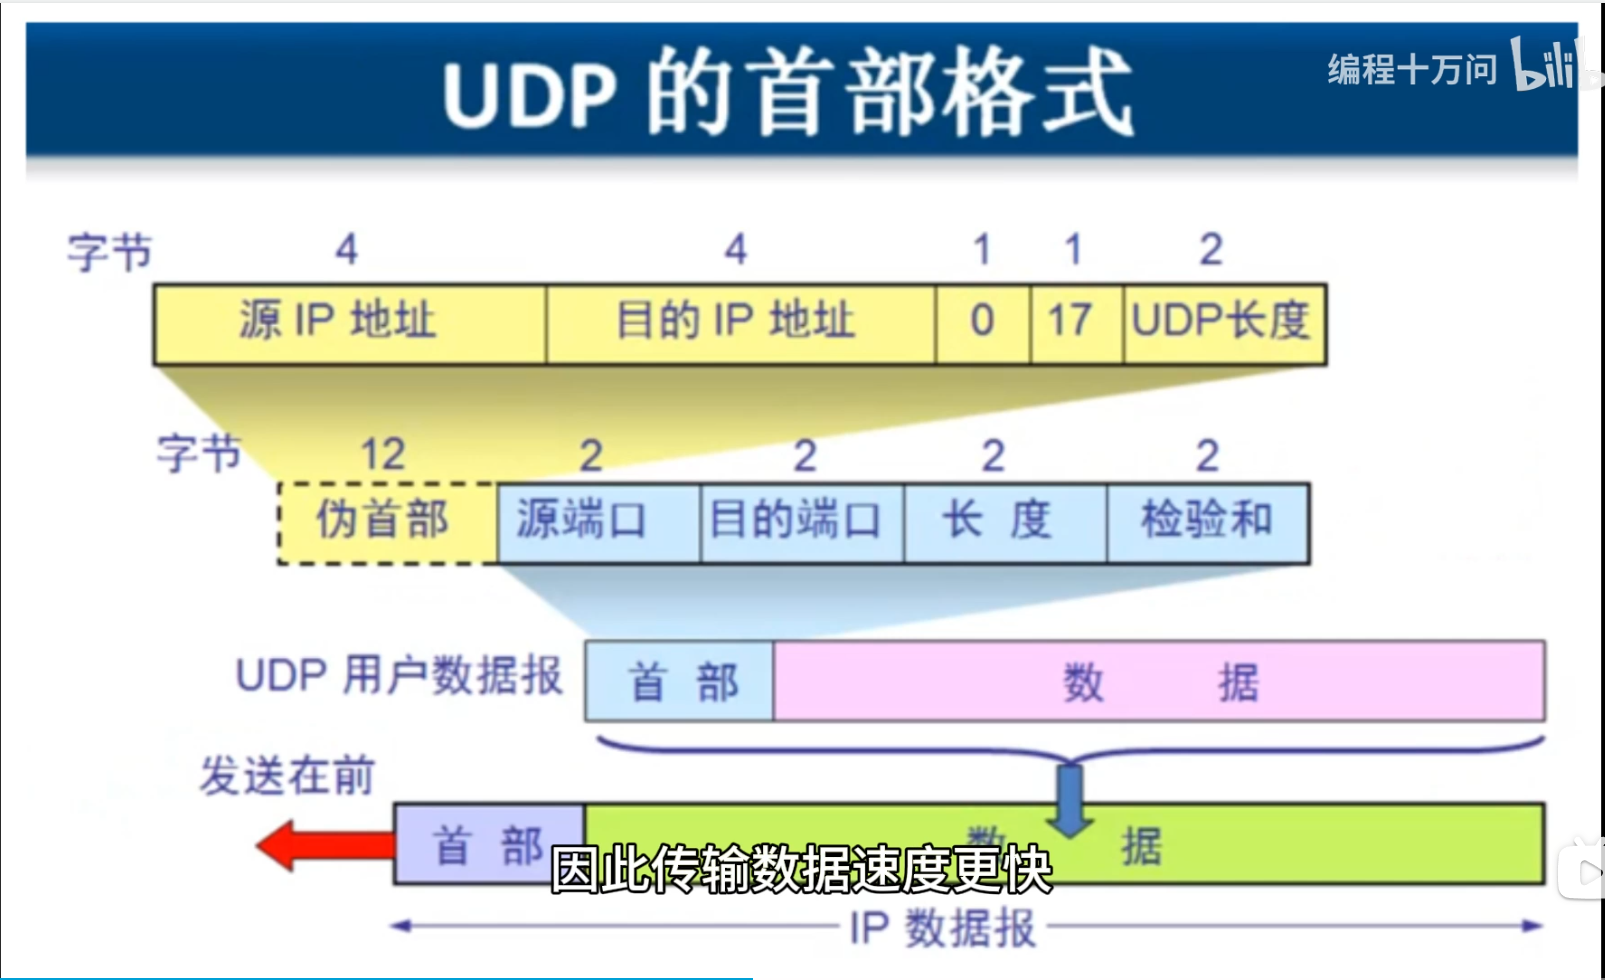 UDP 的首部格式
编程十万问 bilibili
字节 4 4 1 1 2
源 IP 地址 目的 IP 地址 0 17 UDP长度
字节 12 2 2 2 2
伪首部 源端口 目的端口 长 度 检验和
UDP 用户数据报 首 部 数 据
发送在前
首 部 数 据
因此传输数据速度更快
IP 数据报